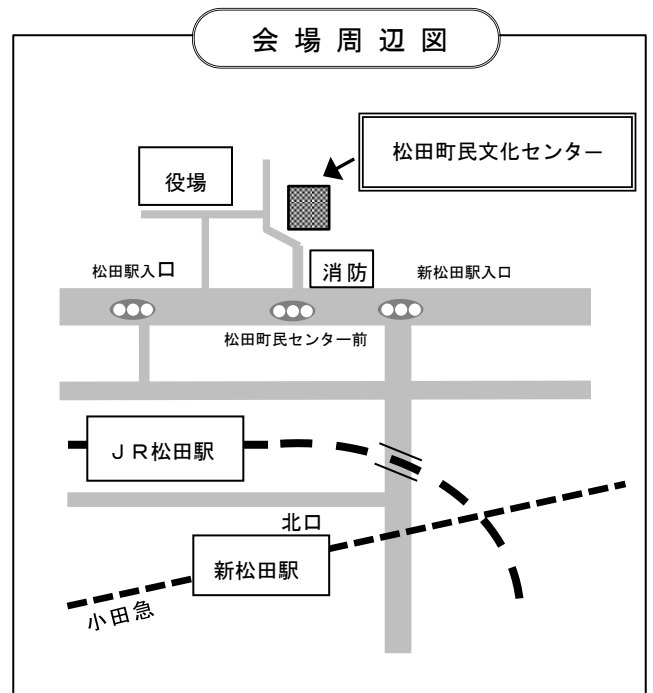 会場周辺図
松田町民文化センター
役場
松田駅入口
消防
新松田駅入口
松田町民センター前
ＪＲ松田駅
北口
新松田駅
小田急